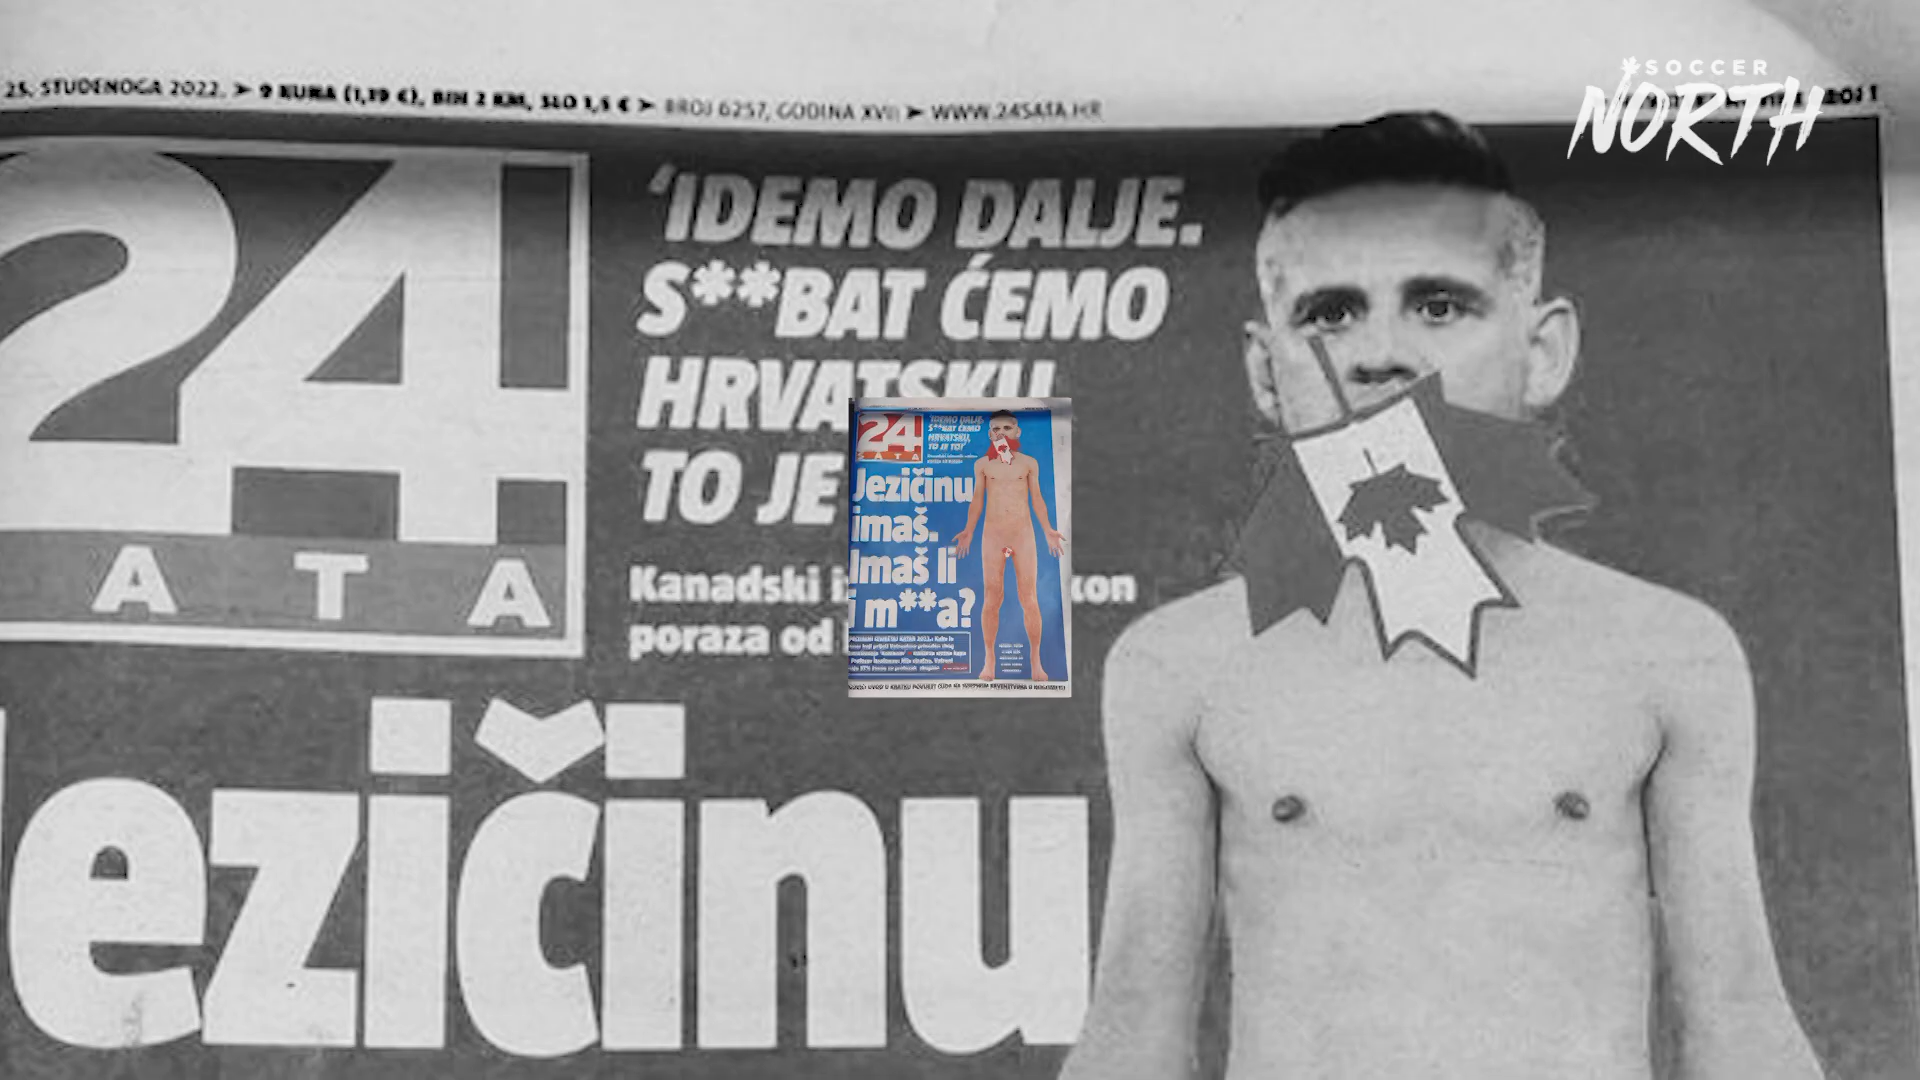 SOCCER
NORTH
25. STUDENOGA 2022. ➤ 9 KUNA (1,19 €), BIH 2 KM, SLO 1,5 € ➤ BROJ 6257, GODINA XVII ➤ WWW.24SATA.HR
24
ATA
'IDEMO DALJE.
S**BAT ĆEMO
HRVATSKU
TO JE
Kanadski kon
poraza od
ezičinu
24
SATA
'IDEMO DALJE.
S**BAT ĆEMO
HRVATSKU,
TO JE TO!'
Jezičinu
imaš.
Imaš li
i m**a?